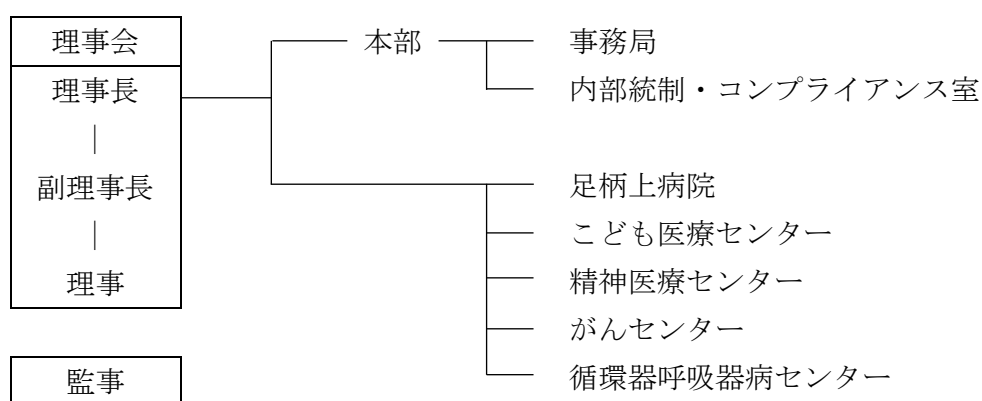 理事会
理事長
|
副理事長
|
理事
監事
本部
事務局
内部統制・コンプライアンス室
足柄上病院
こども医療センター
精神医療センター
がんセンター
循環器呼吸器病センター